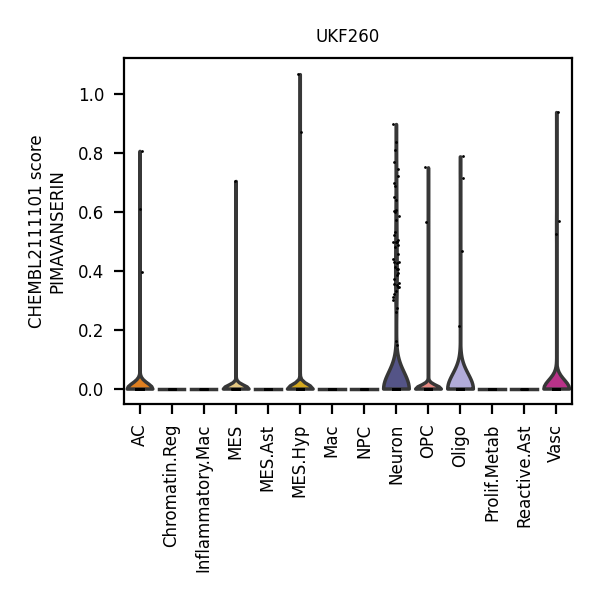 UKF260
CHEMBL2111101 score
PIMAVANSERIN
1.0
0.8
0.6
0.4
0.2
0.0
AC
Chromatin.Reg
Inflammatory.Mac
MES
MES.Ast
MES.Hyp
Mac
NPC
Neuron
OPC
Oligo
Prolif.Metab
Reactive.Ast
Vasc